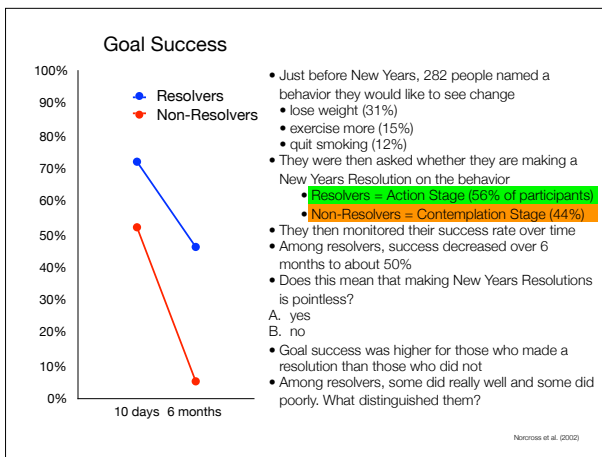 Goal Success
100%
90%
80%
70%
60%
50%
40%
30%
20%
10%
0%
10 days 6 months
Resolvers
Non-Resolvers
• Just before New Years, 282 people named a
behavior they would like to see change
• lose weight (31%)
• exercise more (15%)
• quit smoking (12%)
• They were then asked whether they are making a
New Years Resolution on the behavior
• Resolvers = Action Stage (56% of participants)
• Non-Resolvers = Contemplation Stage (44%)
• They then monitored their success rate over time
• Among resolvers, success decreased over 6
months to about 50%
• Does this mean that making New Years Resolutions
is pointless?
A. yes
B. no
• Goal success was higher for those who made a
resolution than those who did not
• Among resolvers, some did really well and some did
poorly. What distinguished them?
Norcross et al. (2002)